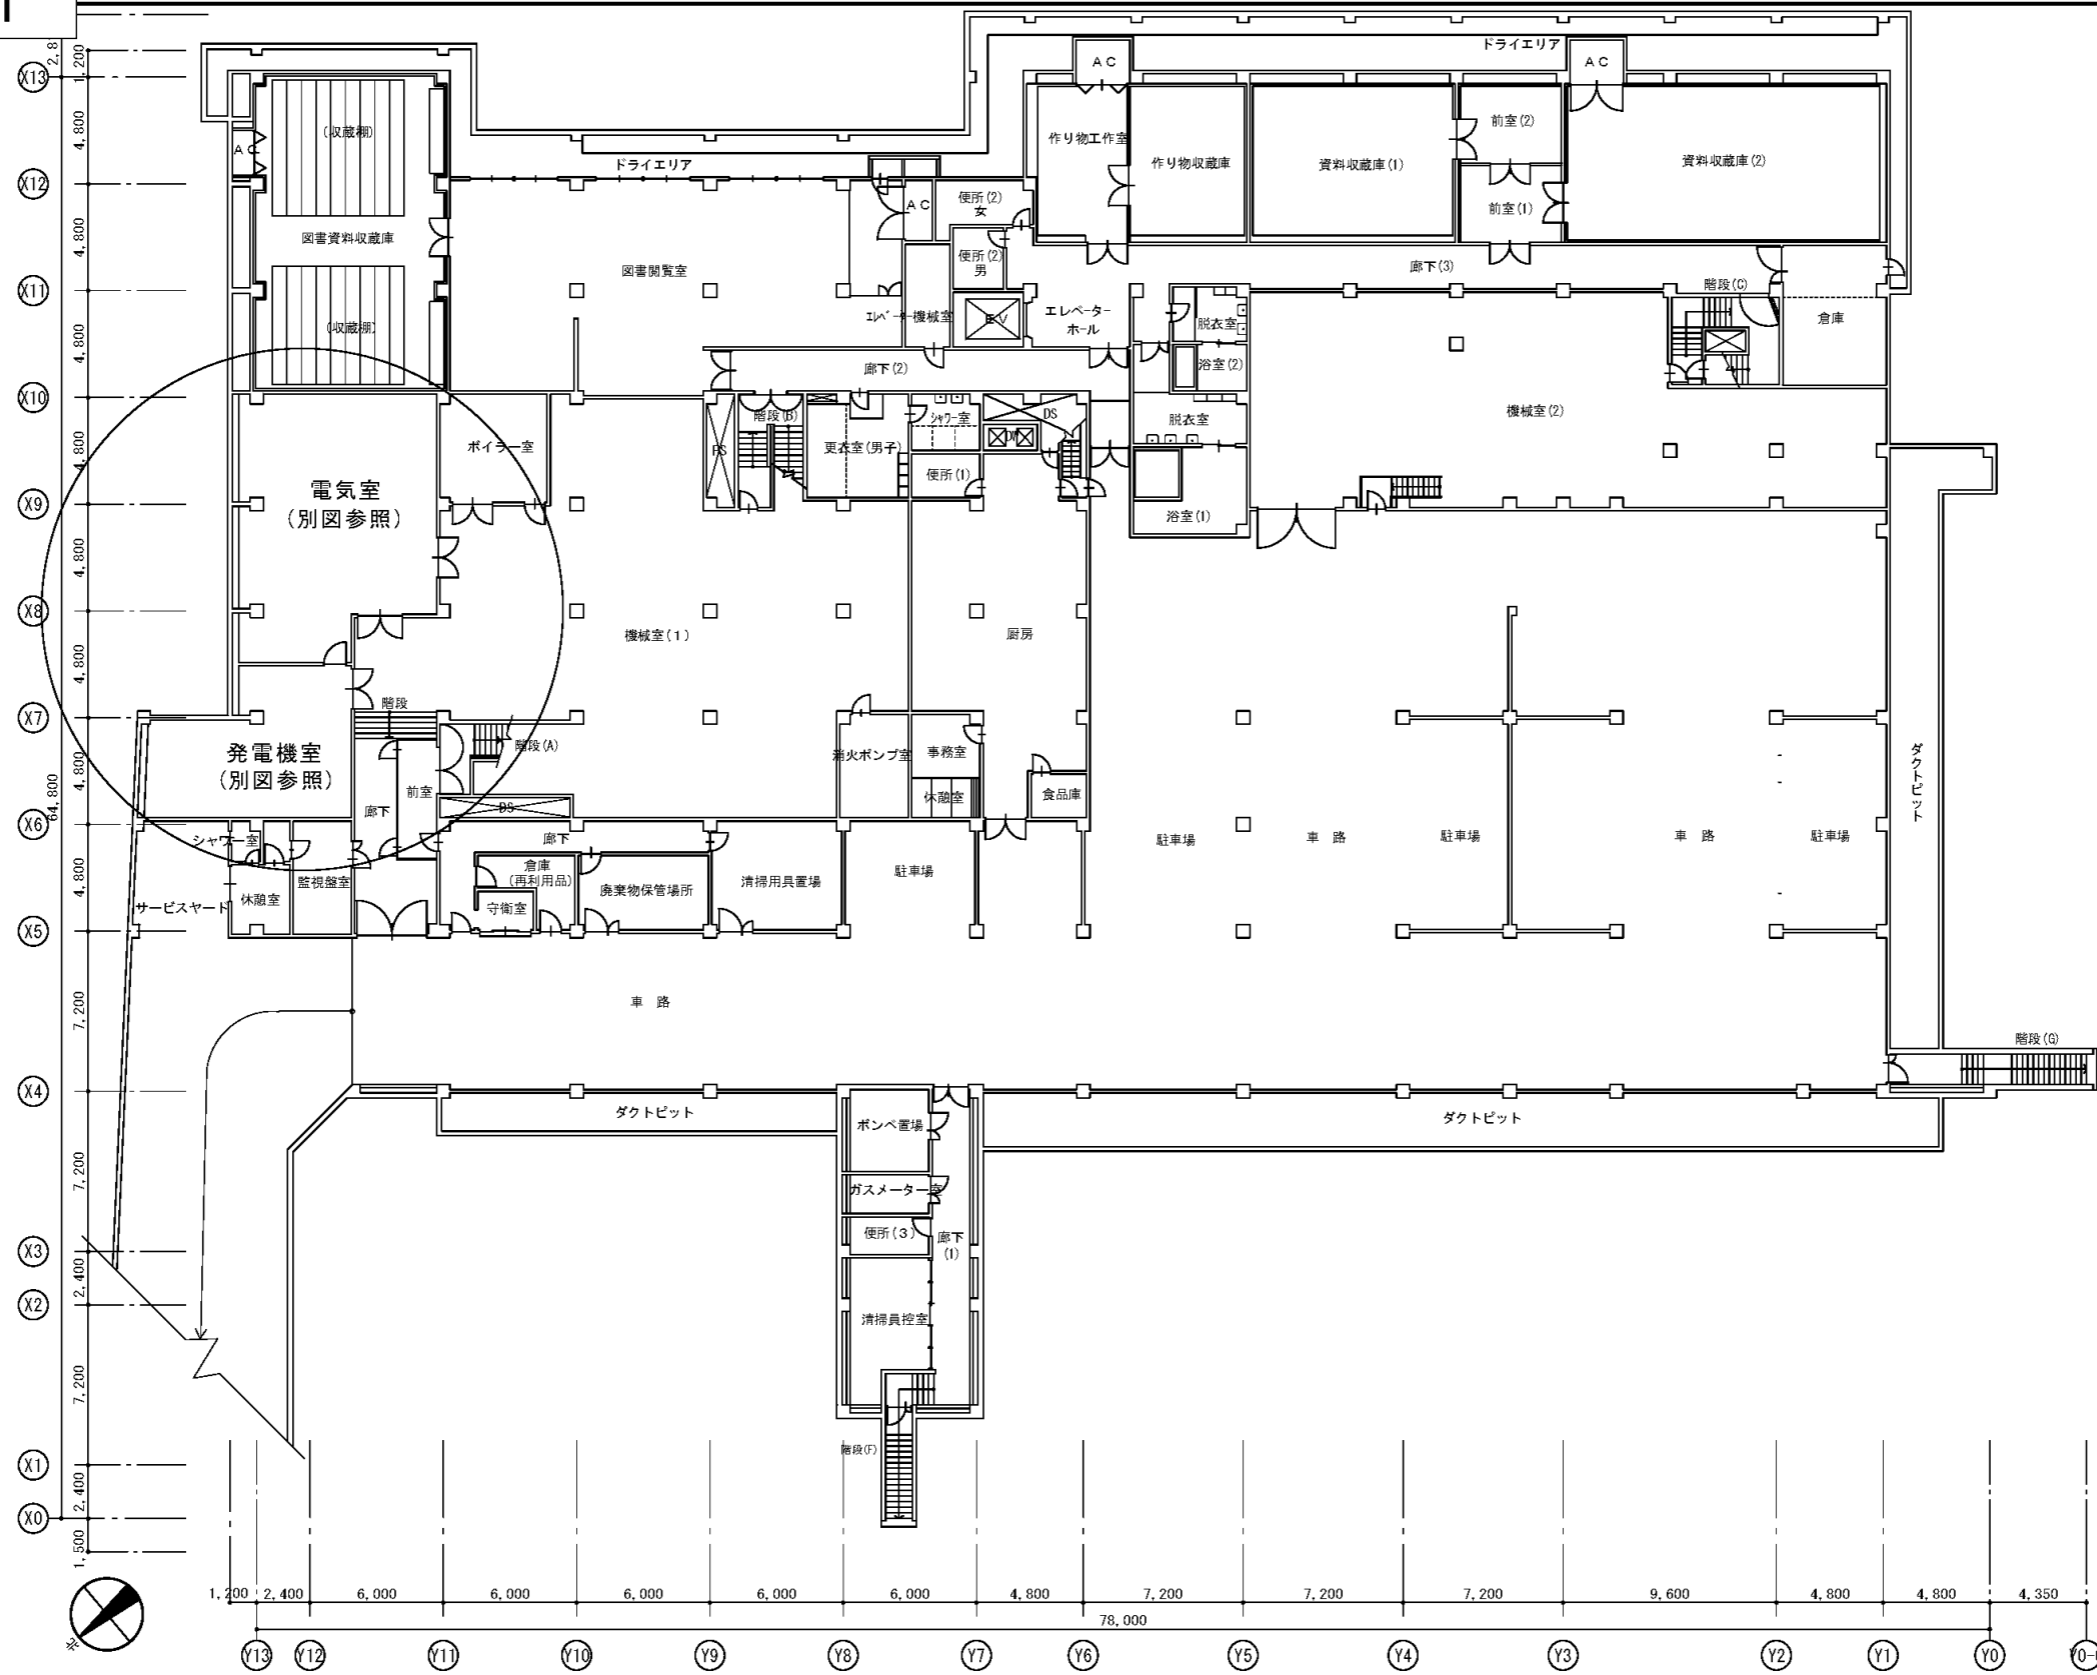 2,8
1,200
X13
ドライエリア
AC
AC
4,800
(収蔵棚)
作り物工作室
前室(2)
AC
作り物収蔵庫
資料収蔵庫(1)
資料収蔵庫(2)
ドライエリア
X12
便所(2)
女
AC
前室(1)
4,800
図書資料収蔵庫
便所(2)
男
図書閲覧室
廊下(3)
X11
階段(C)
エレベーター機械室
EV
エレベーター
ホール
脱衣室
倉庫
(収蔵棚)
4,800
廊下(2)
浴室(2)
X10
階段(B)
シャワー室
DS
脱衣室
機械室(2)
ボイラー室
PS
更衣室(男子)
DW
4,800
便所(1)
電気室
(別図参照)
X9
浴室(1)
4,800
X8
機械室(1)
厨房
4,800
階段
X7
階段(A)
発電機室
(別図参照)
消火ポンプ室
事務室
ダクトピット
4,800
64,800
前室
休憩室
食品庫
DS
廊下
X6
シャワー室
廊下
駐車場
車 路
駐車場
車 路
駐車場
倉庫
(再利用品)
駐車場
4,800
監視盤室
廃棄物保管場所
清掃用具置場
サービスヤード
休憩室
守衛室
X5
7,200
車 路
階段(G)
X4
ダクトピット
ボンベ置場
ダクトピット
7,200
ガスメーター室
便所(3)
廊下
(1)
X3
2,400
X2
清掃員控室
7,200
階段(F)
X1
2,400
X0
1,500
1,200
2,400
6,000
6,000
6,000
6,000
6,000
4,800
7,200
7,200
7,200
9,600
4,800
4,800
4,350
78,000
北
Y13
Y12
Y11
Y10
Y9
Y8
Y7
Y6
Y5
Y4
Y3
Y2
Y1
Y0
Y0-